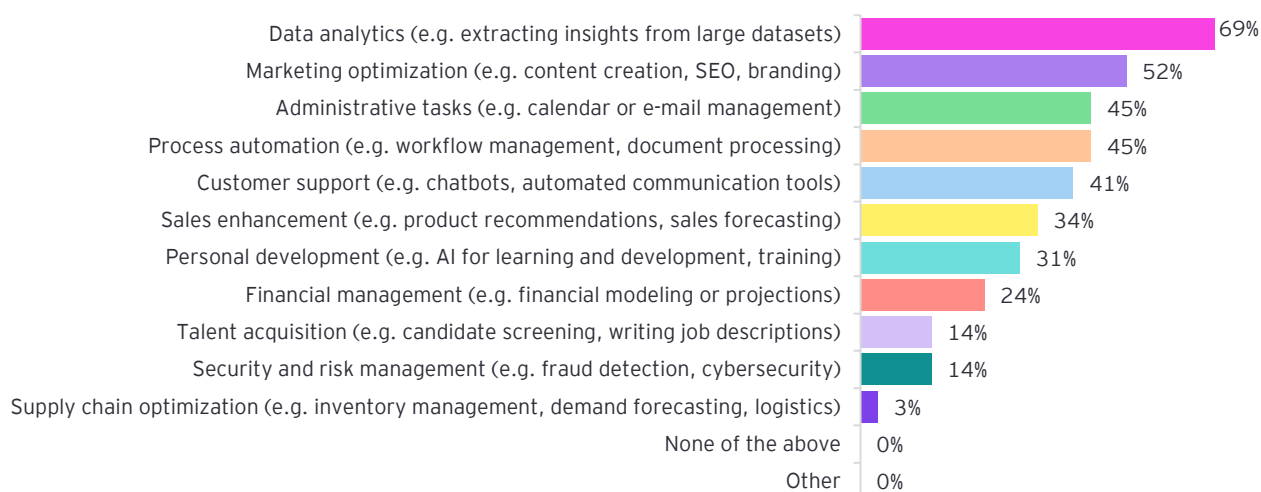 Data analytics (e.g. extracting insights from large datasets) 69%
Marketing optimization (e.g. content creation, SEO, branding) 52%
Administrative tasks (e.g. calendar or e-mail management) 45%
Process automation (e.g. workflow management, document processing) 45%
Customer support (e.g. chatbots, automated communication tools) 41%
Sales enhancement (e.g. product recommendations, sales forecasting) 34%
Personal development (e.g. AI for learning and development, training) 31%
Financial management (e.g. financial modeling or projections) 24%
Talent acquisition (e.g. candidate screening, writing job descriptions) 14%
Security and risk management (e.g. fraud detection, cybersecurity) 14%
Supply chain optimization (e.g. inventory management, demand forecasting, logistics) 3%
None of the above 0%
Other 0%